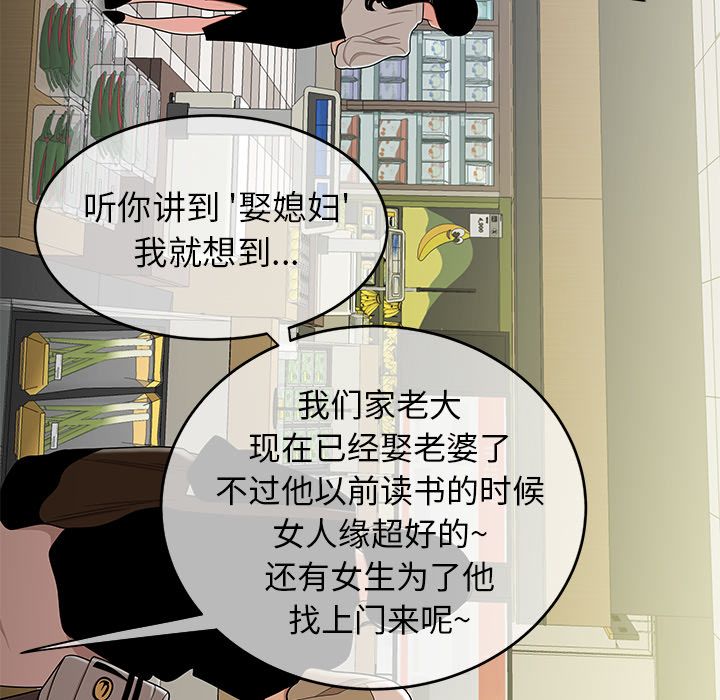 听你讲到 '娶媳妇'
我就想到...
我们家老大
现在已经娶老婆了
不过他以前读书的时候
女人缘超好的~
还有女生为了他
找上门来呢~